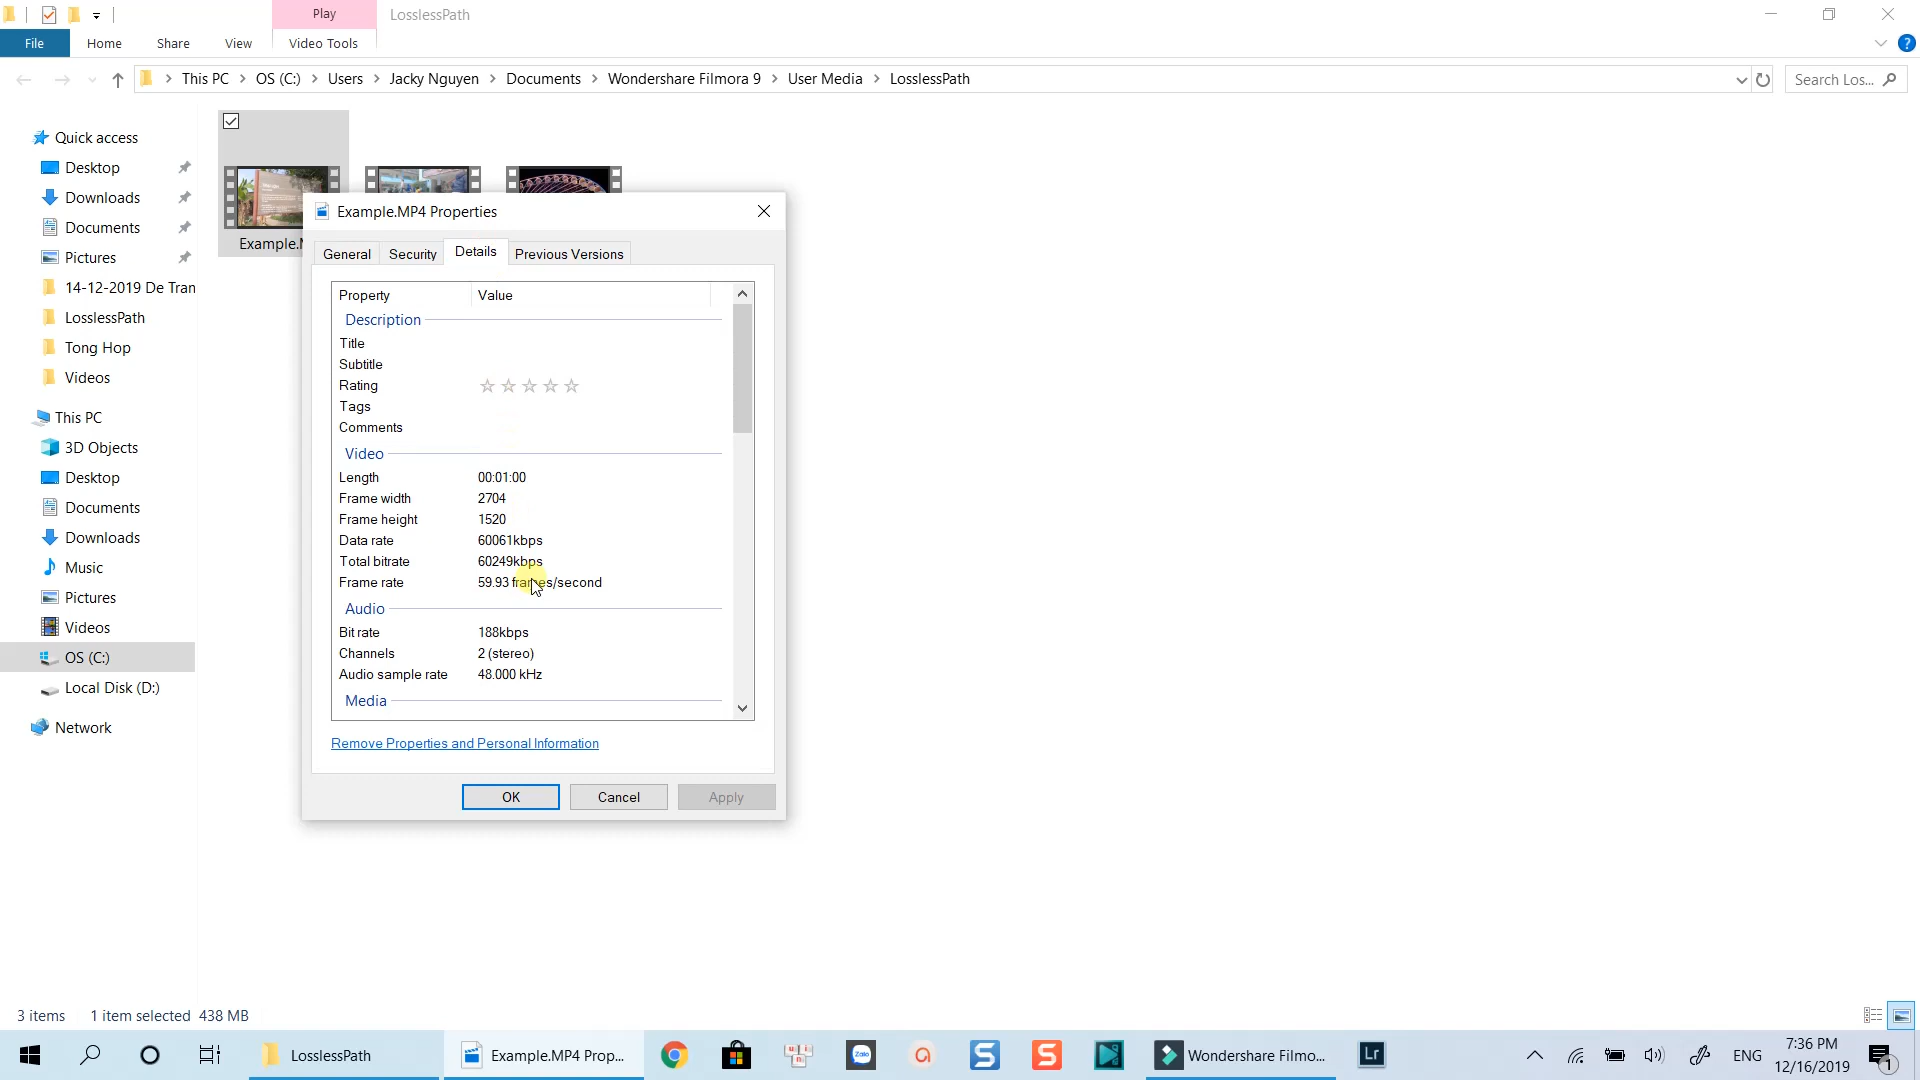 Play
LosslessPath
File
Home
Share
View
Video Tools
This PC
OS (C:)
Users
Jacky Nguyen
Documents
Wondershare Filmora 9
User Media
LosslessPath
Search Los...
Quick access
Desktop
Downloads
Documents
Pictures
14-12-2019 De Tran
LosslessPath
Tong Hop
Videos
This PC
3D Objects
Desktop
Documents
Downloads
Music
Pictures
Videos
OS (C:)
Local Disk (D:)
Network
Example.M
Example.MP4 Properties
General
Security
Details
Previous Versions
Property Value
Description
Title
Subtitle
Rating
Tags
Comments
Video
Length 00:01:00
Frame width 2704
Frame height 1520
Data rate 60061kbps
Total bitrate 60249kbps
Frame rate 59.93 frames/second
Audio
Bit rate 188kbps
Channels 2 (stereo)
Audio sample rate 48.000 kHz
Media
Remove Properties and Personal Information
OK
Cancel
Apply
3 items 1 item selected 438 MB
LosslessPath
Example.MP4 Prop...
Zalo
S
S
Wondershare Filmo...
Lr
ENG
7:36 PM
12/16/2019
1